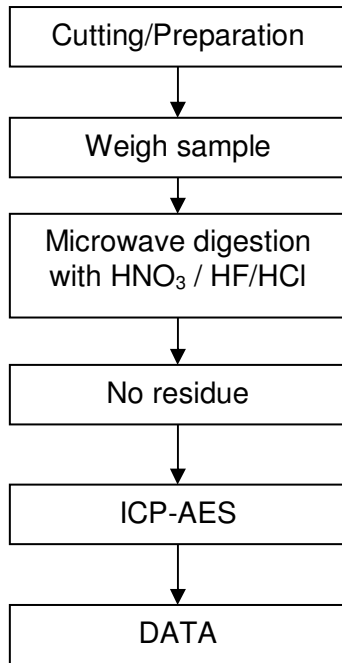 Cutting/Preparation
Weigh sample
Microwave digestion
with HNO₃ / HF/HCl
No residue
ICP-AES
DATA